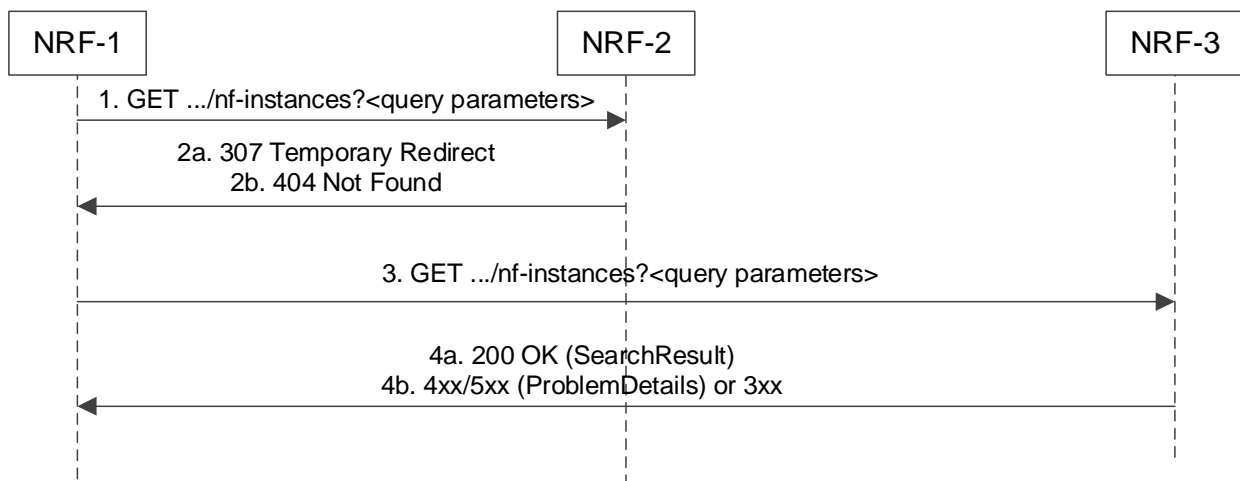 NRF-1
NRF-2
NRF-3
1. GET .../nf-instances?<query parameters>
2a. 307 Temporary Redirect
2b. 404 Not Found
3. GET .../nf-instances?<query parameters>
4a. 200 OK (SearchResult)
4b. 4xx/5xx (ProblemDetails) or 3xx